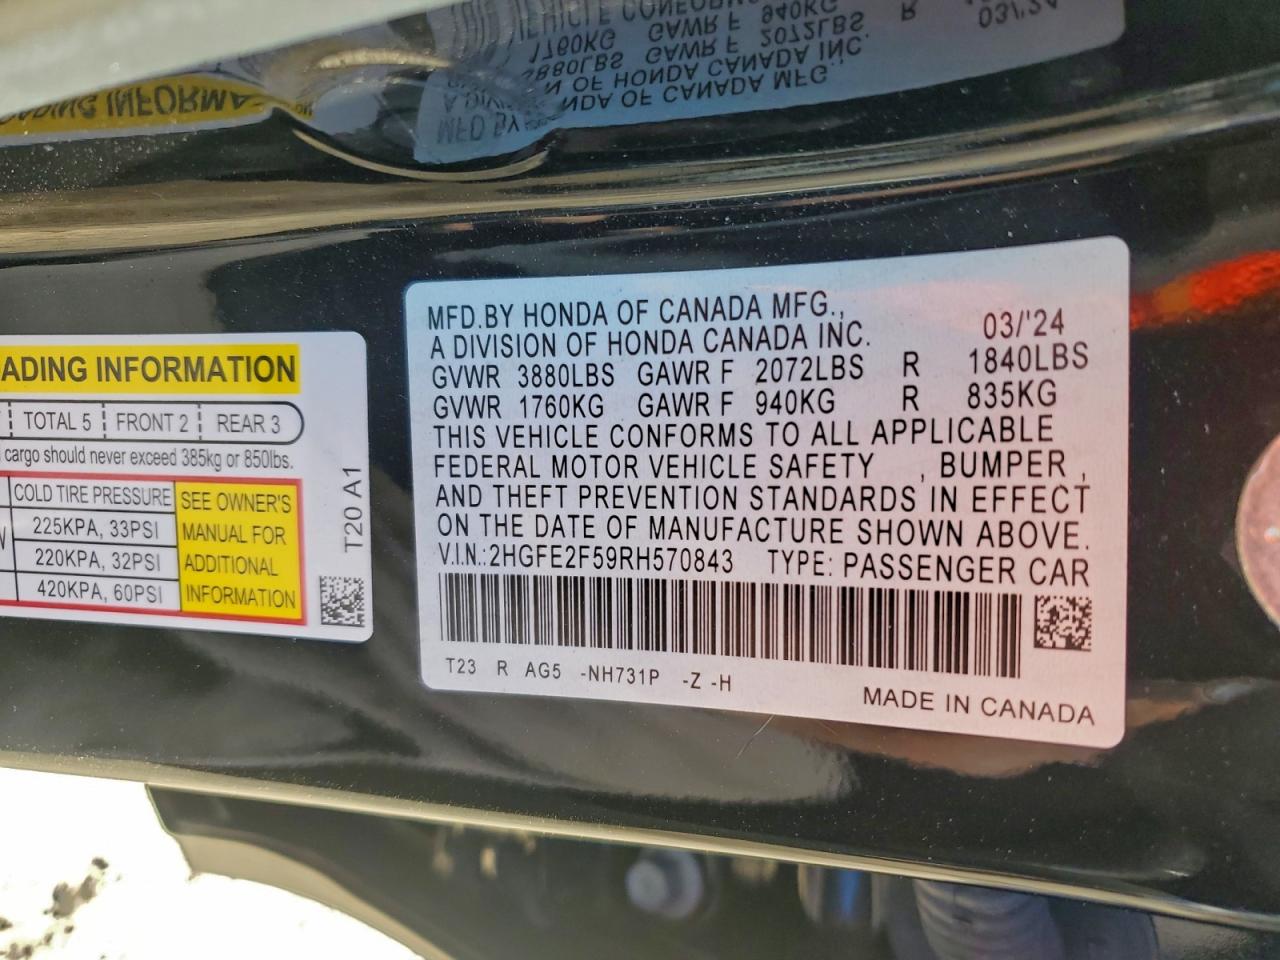 ADING INFORMATION
TOTAL 5 FRONT 2 REAR 3
cargo should never exceed 385kg or 850lbs.
COLD TIRE PRESSURE
225KPA, 33PSI
220KPA, 32PSI
420KPA, 60PSI
SEE OWNER'S
MANUAL FOR
ADDITIONAL
INFORMATION
T20 A1
MFD.BY HONDA OF CANADA MFG.,
A DIVISION OF HONDA CANADA INC. 03/'24
GVWR 3880LBS GAWR F 2072LBS R 1840LBS
GVWR 1760KG GAWR F 940KG R 835KG
THIS VEHICLE CONFORMS TO ALL APPLICABLE
FEDERAL MOTOR VEHICLE SAFETY , BUMPER ,
AND THEFT PREVENTION STANDARDS IN EFFECT
ON THE DATE OF MANUFACTURE SHOWN ABOVE.
V.I.N.:2HGFE2F59RH570843 TYPE: PASSENGER CAR
T23 R AG5 -NH731P -Z -H
MADE IN CANADA